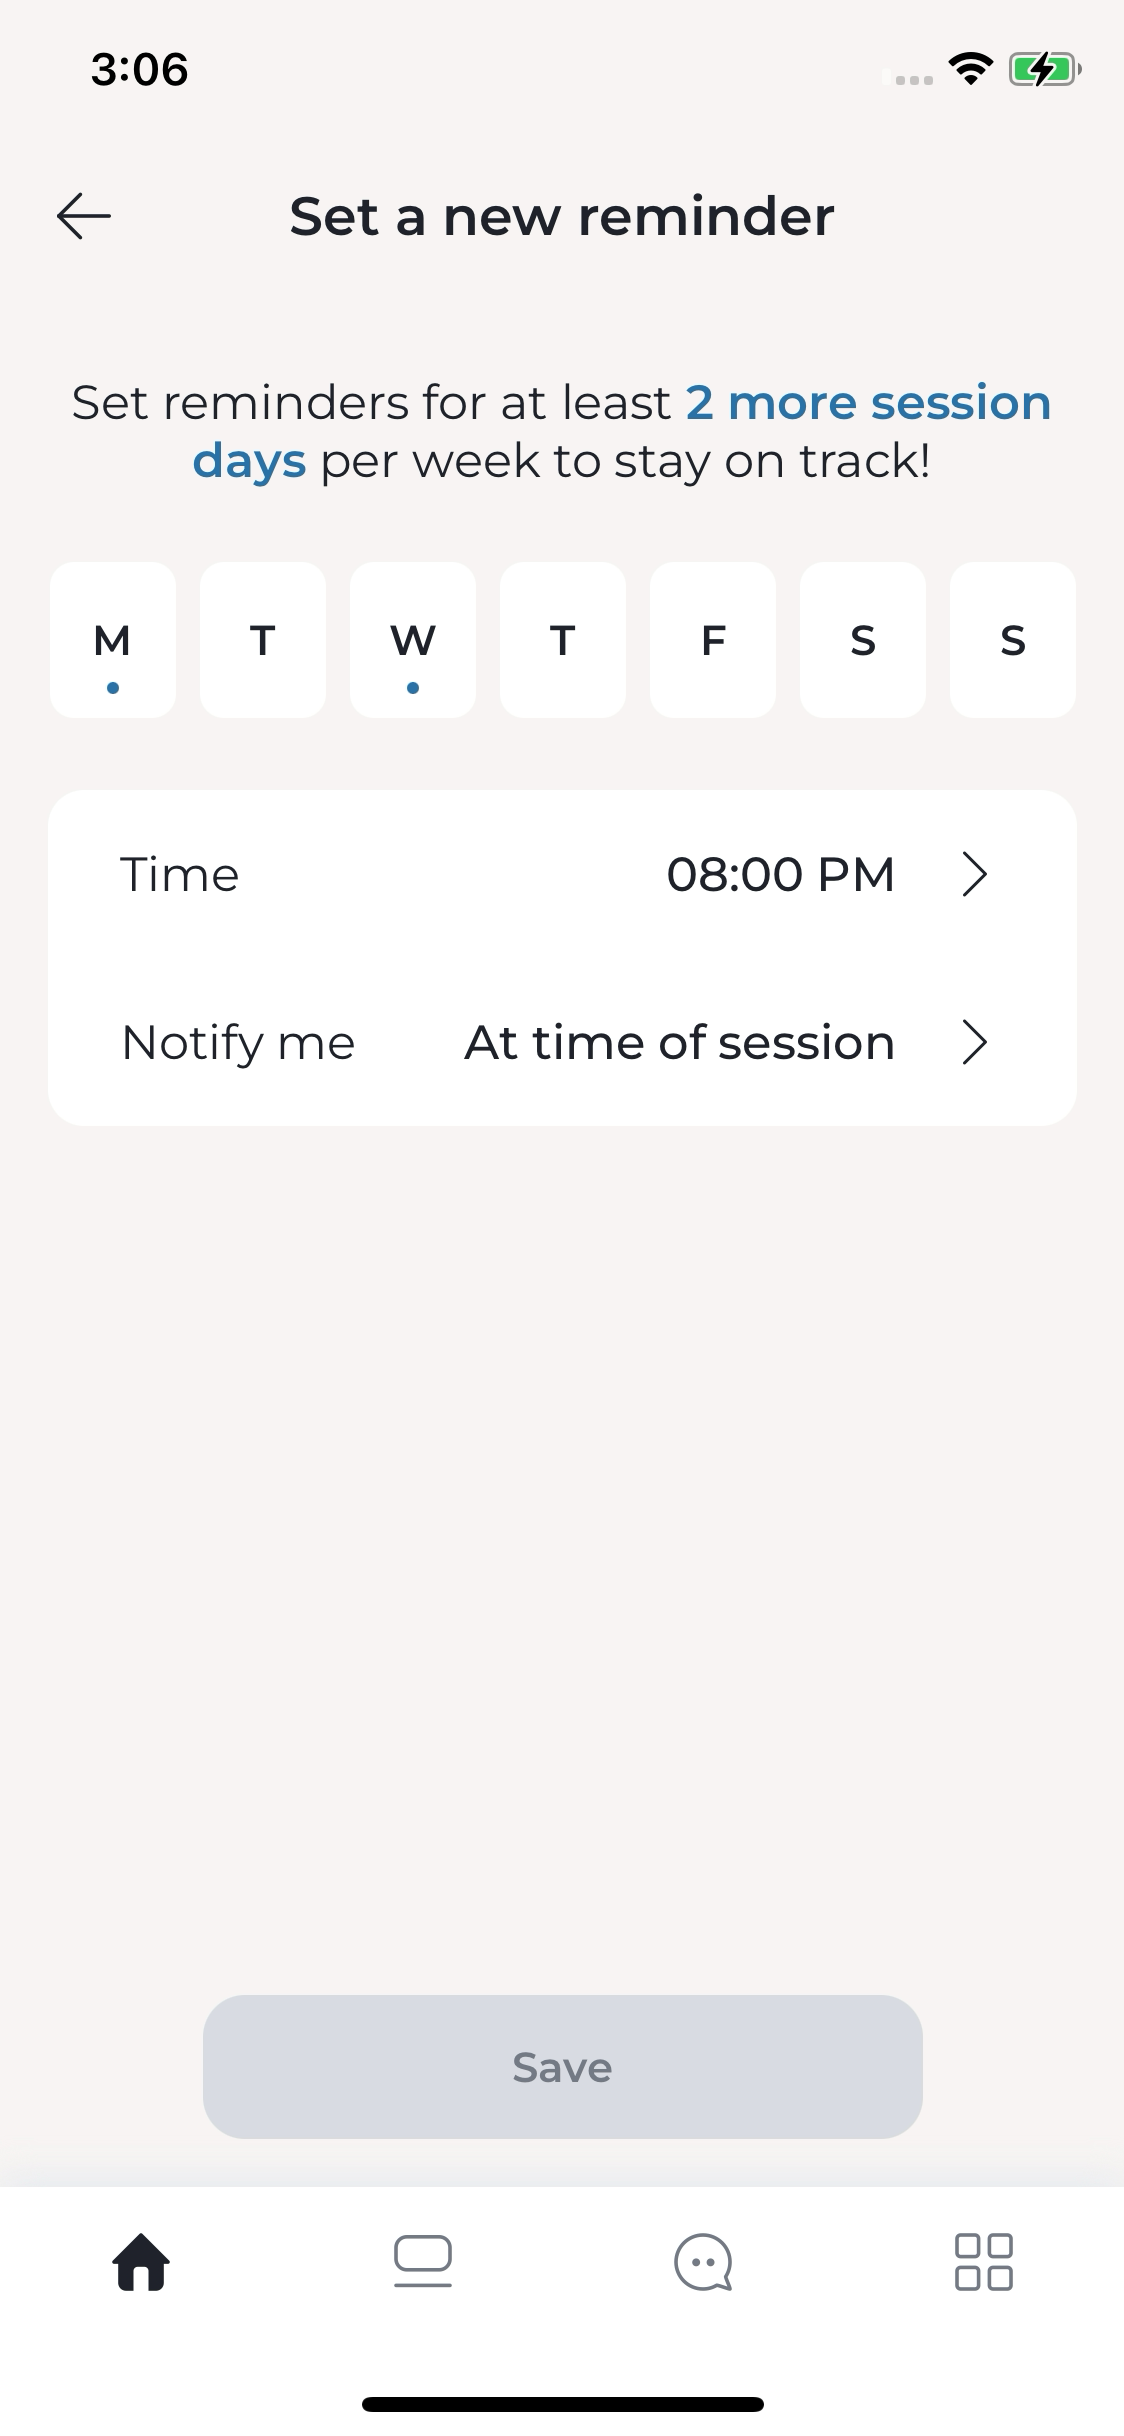 3:06
Set a new reminder
Set reminders for at least 2 more session
days per week to stay on track!
M T W T F S S
Time 08:00 PM
Notify me At time of session
Save